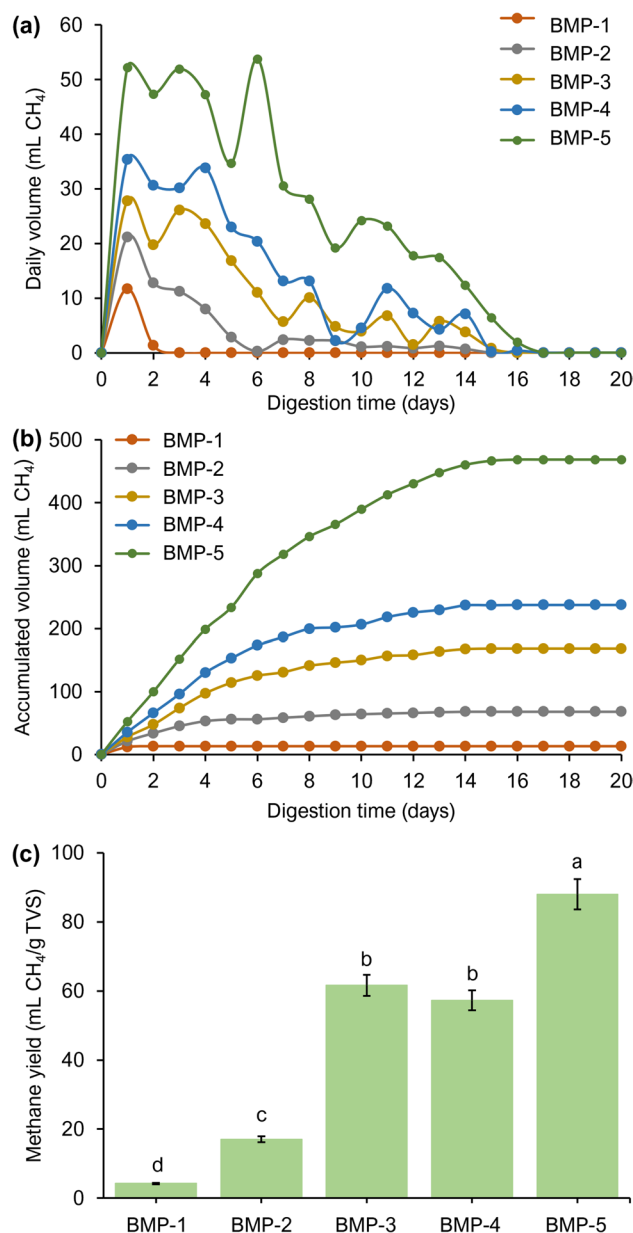 (a)
Daily volume (mL CH₄)
60
50
40
30
20
10
0
0 2 4 6 8 10 12 14 16 18 20
Digestion time (days)
BMP-1
BMP-2
BMP-3
BMP-4
BMP-5
(b)
Accumulated volume (mL CH₄)
500
400
300
200
100
0
0 2 4 6 8 10 12 14 16 18 20
Digestion time (days)
BMP-1
BMP-2
BMP-3
BMP-4
BMP-5
(c)
Methane yield (mL CH₄/g TVS)
100
80
60
40
20
0
d
c
b
b
a
BMP-1 BMP-2 BMP-3 BMP-4 BMP-5